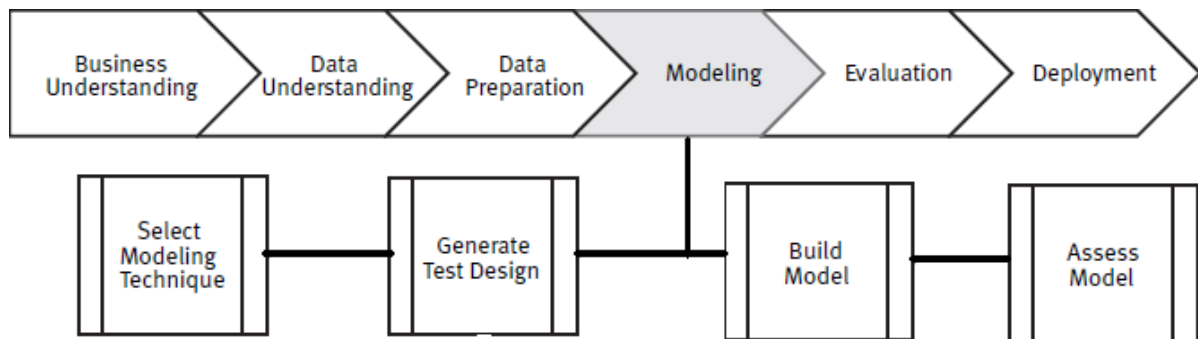 Business
Understanding
Data
Understanding
Data
Preparation
Modeling
Evaluation
Deployment
Select
Modeling
Technique
Generate
Test Design
Build
Model
Assess
Model